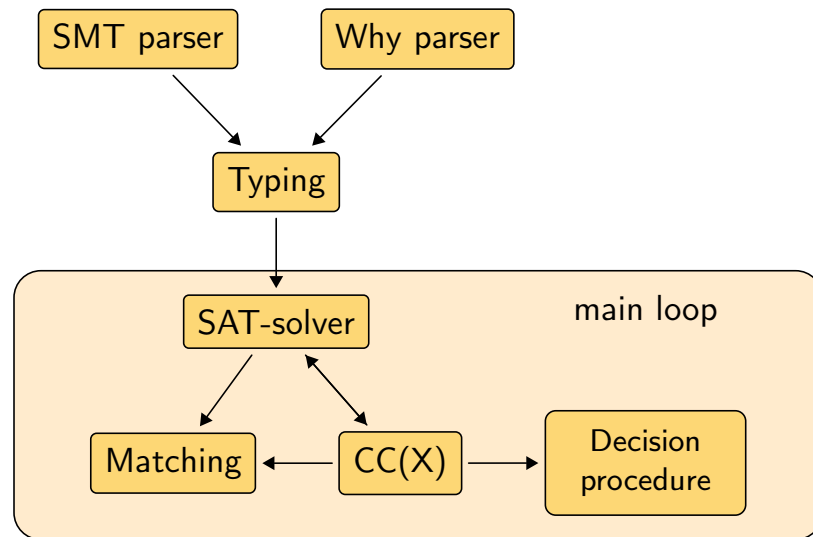 SMT parser
Why parser
Typing
SAT-solver
main loop
Matching
CC(X)
Decision
procedure